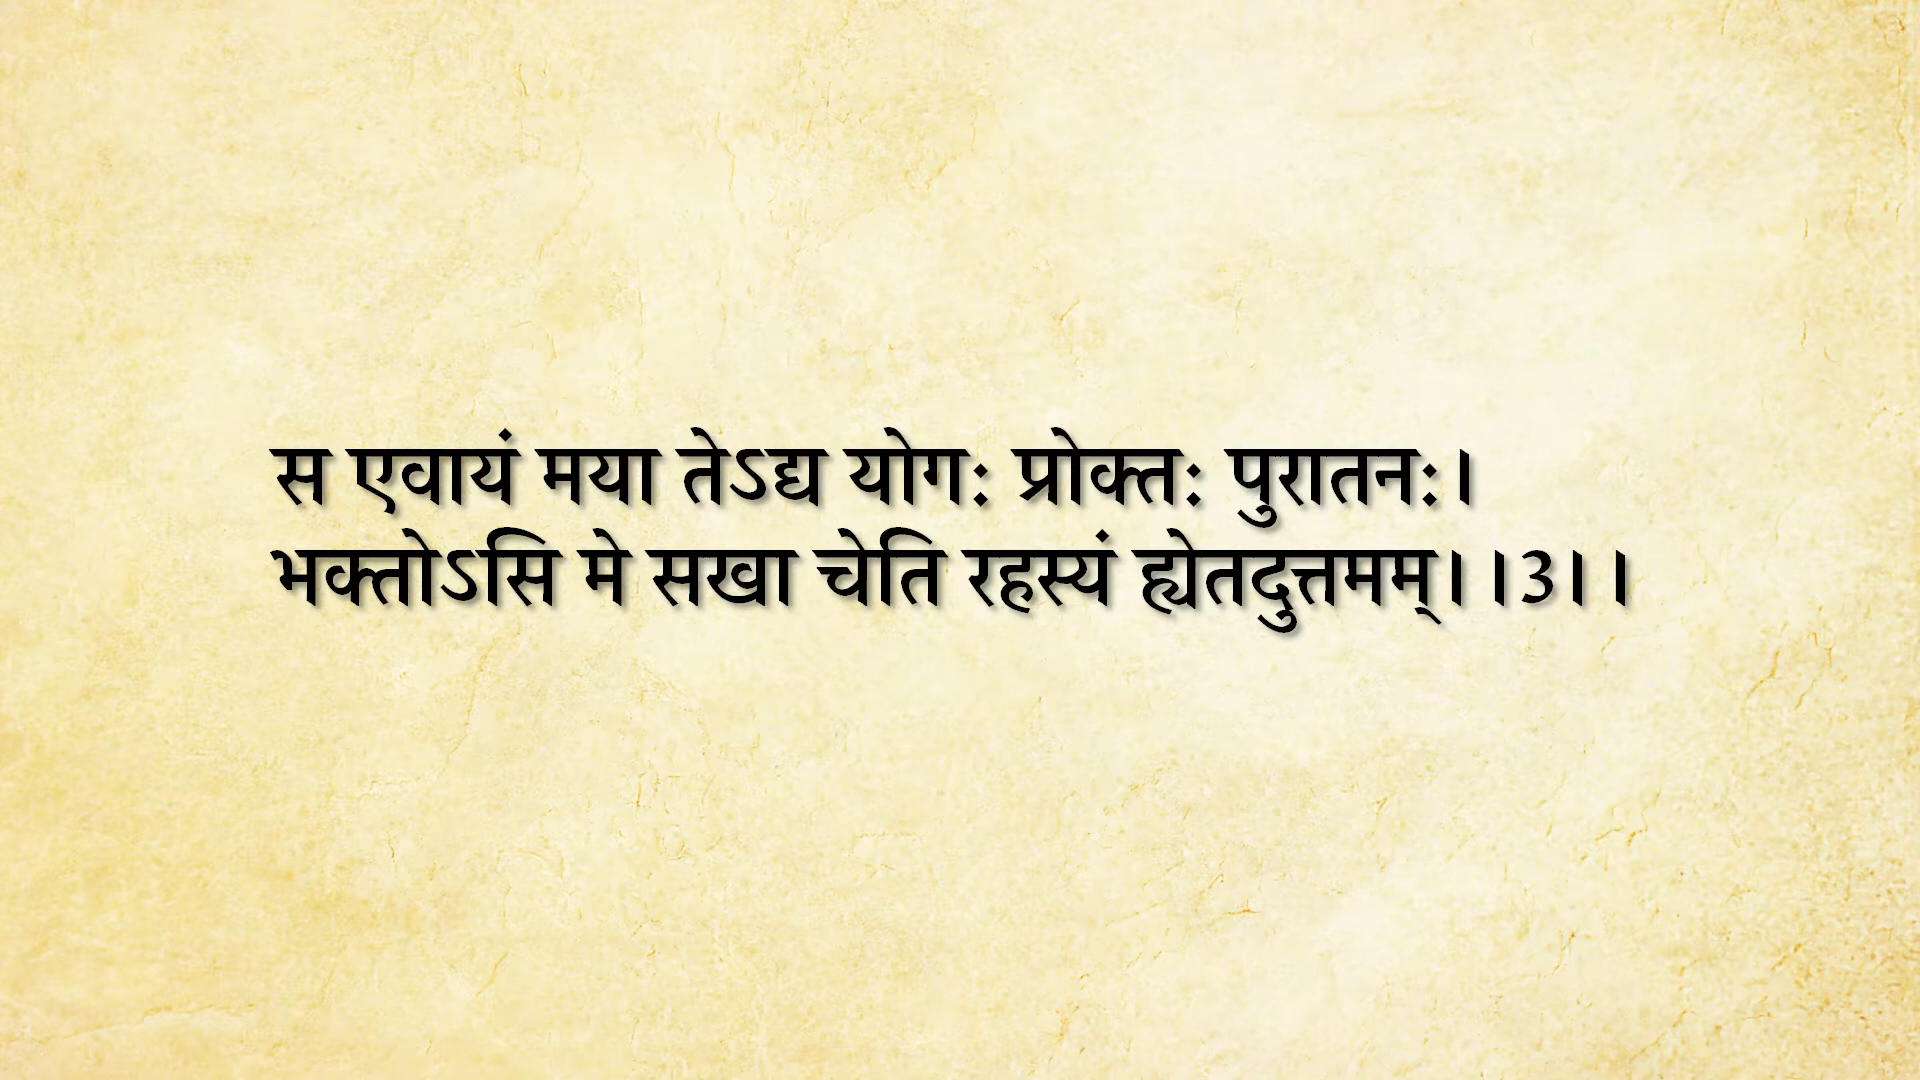 स एवायं मया तेऽद्य योगः प्रोक्तः पुरातनः।
भक्तोऽसि मे सखा चेति रहस्यं ह्येतदुत्तमम्।।3।।